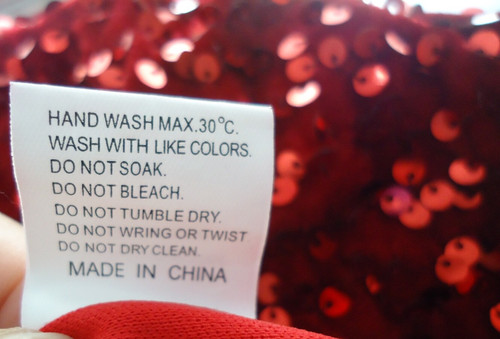 HAND WASH MAX.30°C.
WASH WITH LIKE COLORS.
DO NOT SOAK.
DO NOT BLEACH.
DO NOT TUMBLE DRY.
DO NOT WRING OR TWIST
DO NOT DRY CLEAN.
MADE IN CHINA